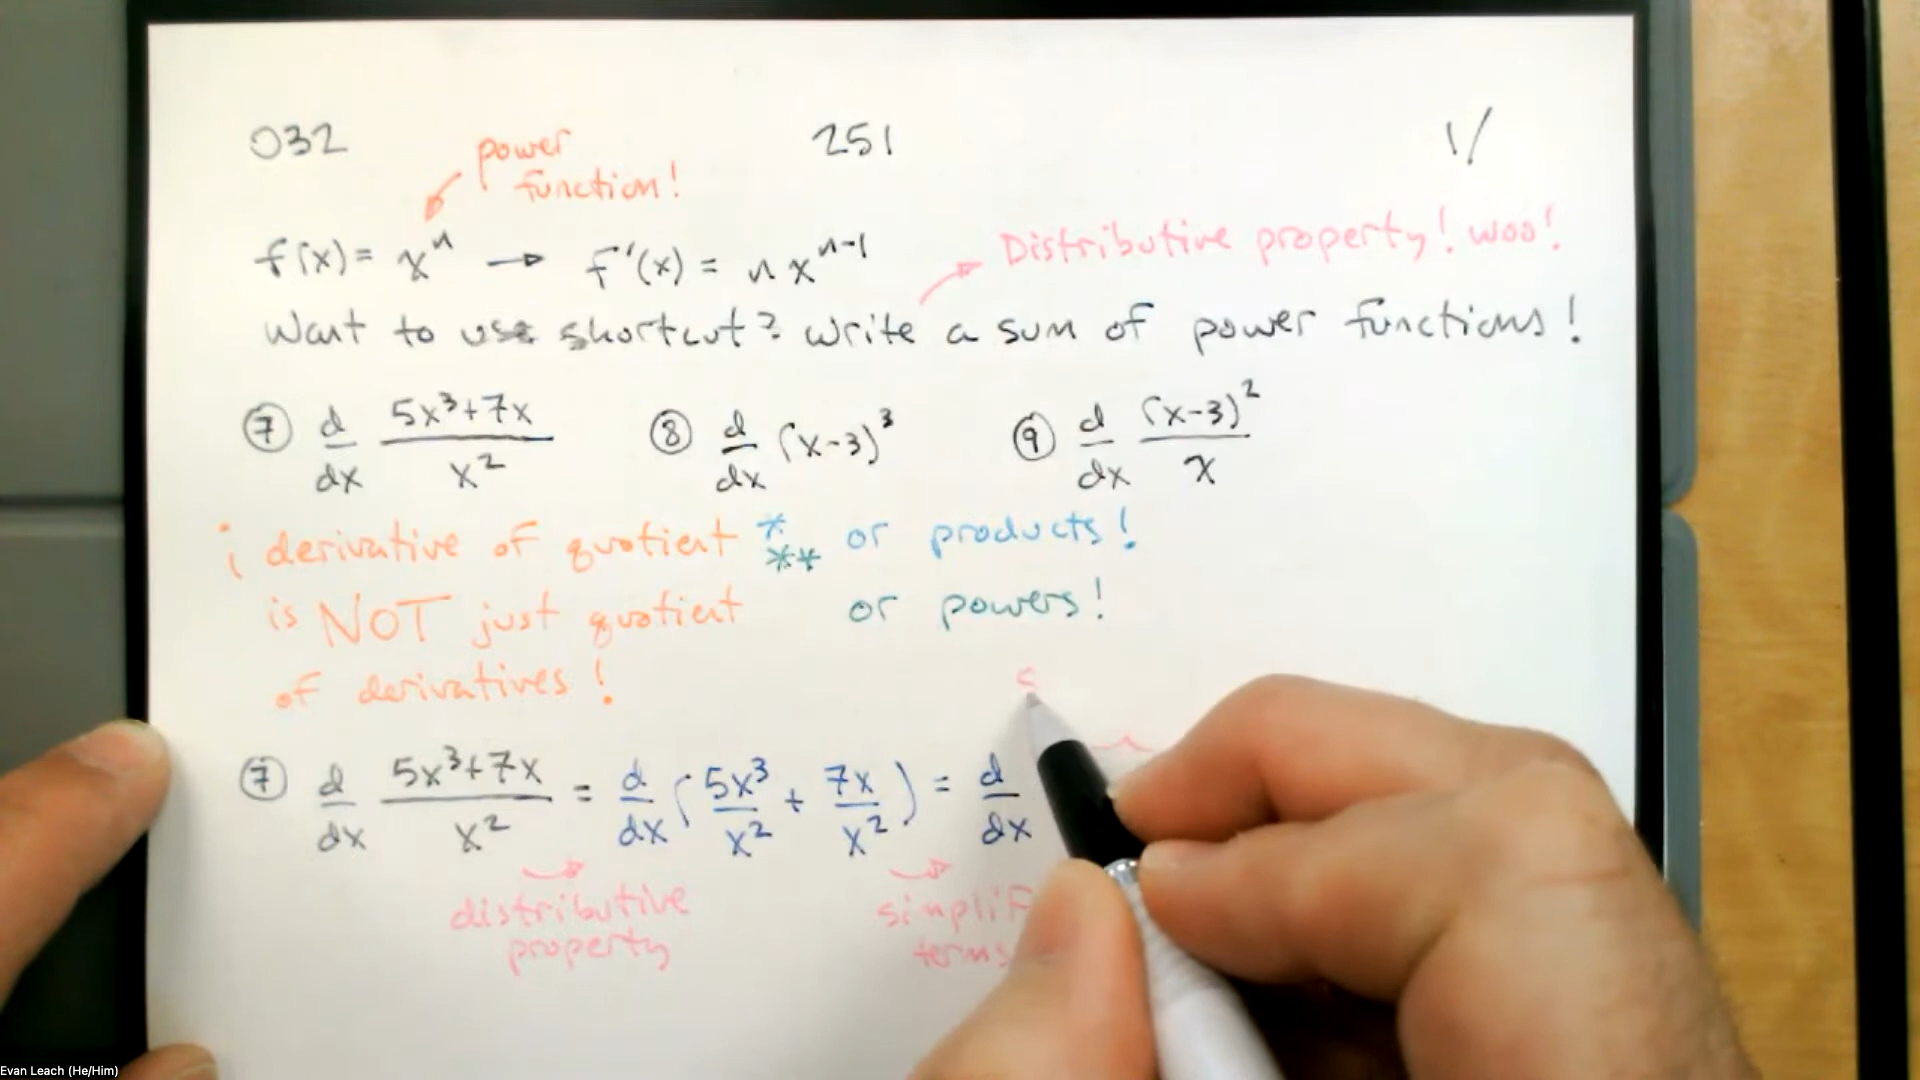 032 251 1/
power
function!
f(x) = xⁿ → f'(x) = n xⁿ⁻¹
Distributive property! woo!
Want to use shortcut? Write a sum of power functions!
⑦ d/dx (5x³+7x)/x² ⑧ d/dx (x-3)³ ⑨ d/dx (x-3)²/x
¡ derivative of quotient * or products!
** or powers!
is NOT just quotient
of derivatives!
⑦ d/dx (5x³+7x)/x² = d/dx (5x³/x² + 7x/x²) = d/dx
distributive
property
terms
Evan Leach (He/Him)